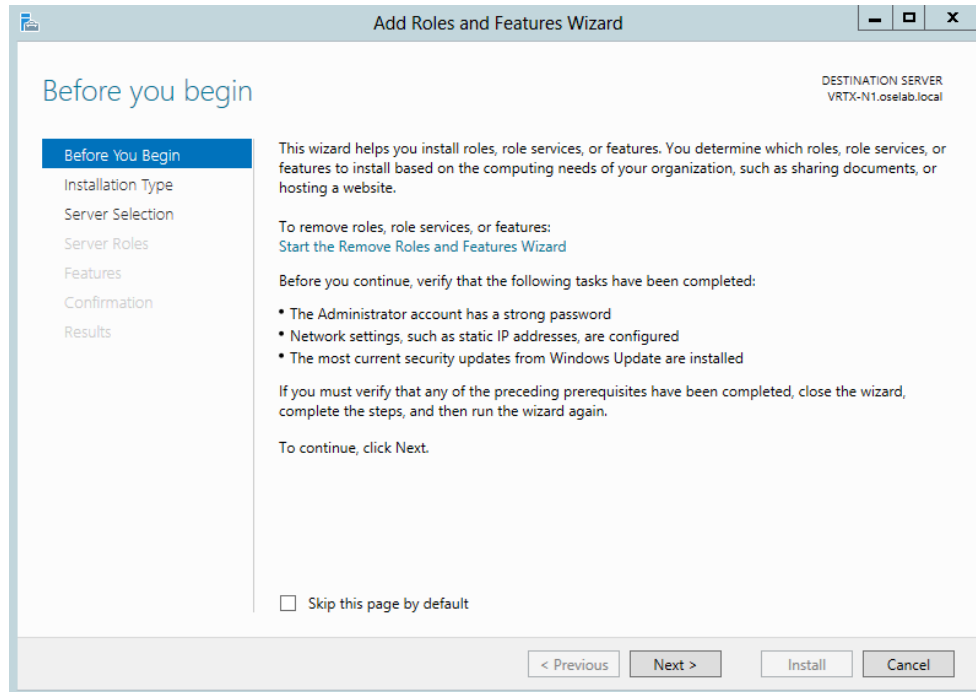 Add Roles and Features Wizard
Before you begin
DESTINATION SERVER
VRTX-N1.oselab.local
Before You Begin
Installation Type
Server Selection
Server Roles
Features
Confirmation
Results
This wizard helps you install roles, role services, or features. You determine which roles, role services, or
features to install based on the computing needs of your organization, such as sharing documents, or
hosting a website.
To remove roles, role services, or features:
Start the Remove Roles and Features Wizard
Before you continue, verify that the following tasks have been completed:
• The Administrator account has a strong password
• Network settings, such as static IP addresses, are configured
• The most current security updates from Windows Update are installed
If you must verify that any of the preceding prerequisites have been completed, close the wizard,
complete the steps, and then run the wizard again.
To continue, click Next.
Skip this page by default
< Previous
Next >
Install
Cancel